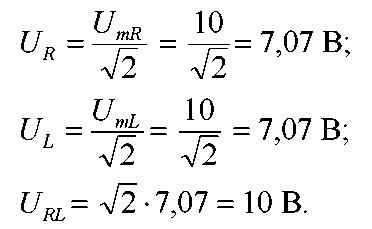 U_R = U_mR/√2 = 10/√2 = 7,07 В;
U_L = U_mL/√2 = 10/√2 = 7,07 В;
U_RL = √2 · 7,07 = 10 В.